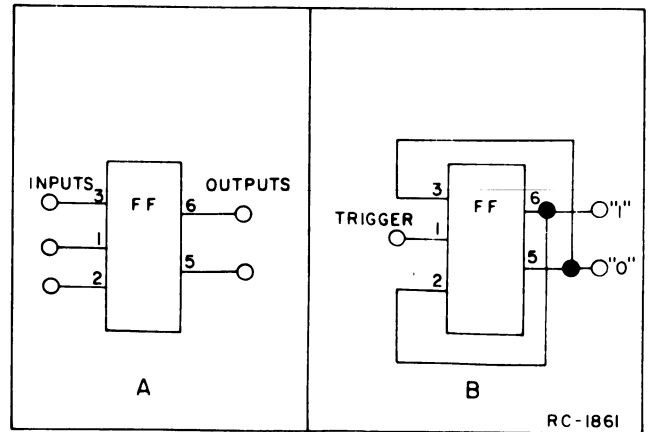 INPUTS
3
FF
6
OUTPUTS
1
2
5
A
TRIGGER
3
FF
6
"1"
1
5
"0"
2
B
RC-1861